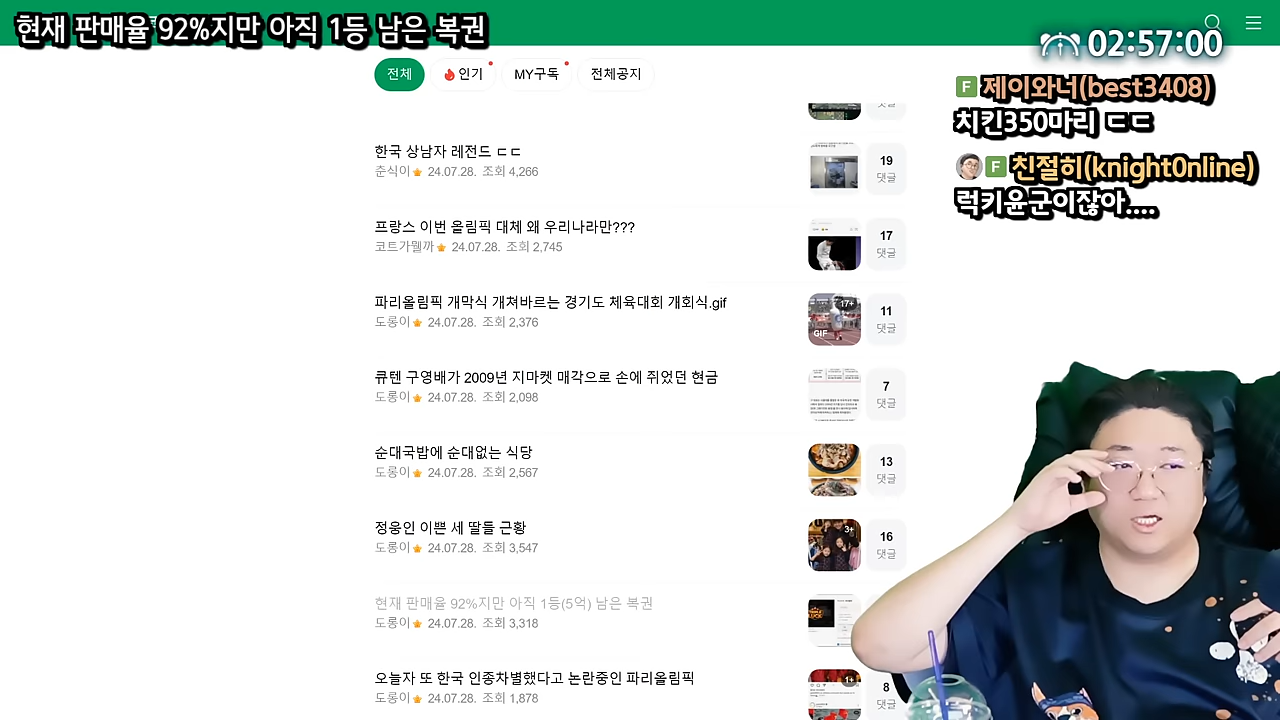 현재 판매율 92%지만 아직 1등 남은 복권
02:57:00
전체
인기
MY구독
전체공지
F 제이와너(best3408)
치킨350마리 ㄷㄷ
F 친절히(knight0nline)
럭키윤군이잖아....
한국 상남자 레전드 ㄷㄷ
춘식이 24.07.28. 조회 4,266
19
댓글
프랑스 이번 올림픽 대체 왜 우리나라만???
코트가뭴까 24.07.28. 조회 2,745
17
댓글
파리올림픽 개막식 개쳐바르는 경기도 체육대회 개회식.gif
도롱이 24.07.28. 조회 2,376
17+
GIF
11
댓글
큐텐 구영배가 2009년 지마켓 매각으로 손에 쥐었던 현금
도롱이 24.07.28. 조회 2,098
7
댓글
순대국밥에 순대없는 식당
도롱이 24.07.28. 조회 2,567
13
댓글
정웅인 이쁜 세 딸들 근황
도롱이 24.07.28. 조회 3,547
3+
16
댓글
현재 판매율 92%지만 아직 1등(5억) 남은 복권
도롱이 24.07.28. 조회 3,318
오늘자 또 한국 인종차별했다고 논란중인 파리올림픽
도롱이 24.07.28. 조회 1,874
1+
8
댓글